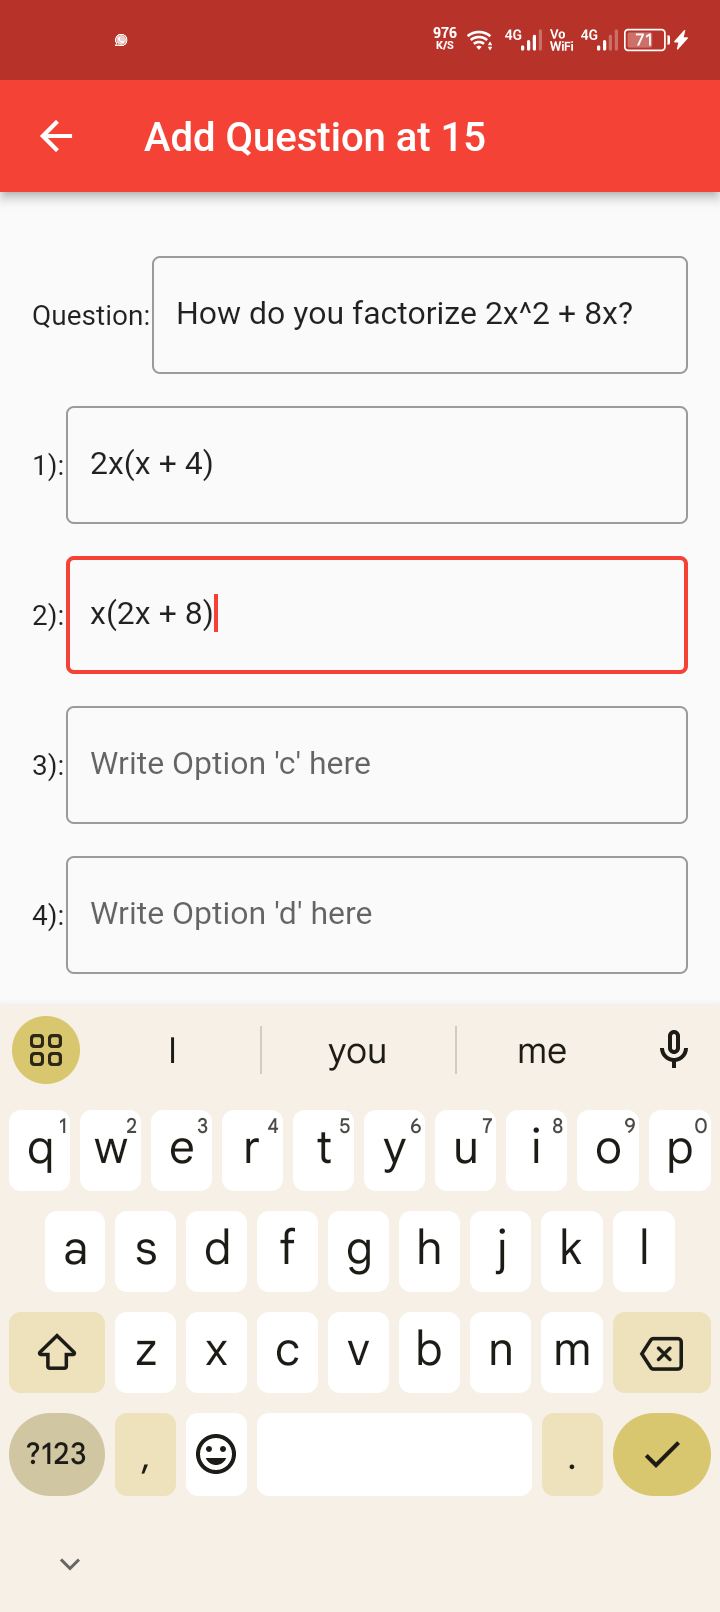 976 K/S 4G Vo WiFi 4G 71
Add Question at 15
Question: How do you factorize 2x^2 + 8x?
1): 2x(x + 4)
2): x(2x + 8)
3): Write Option 'c' here
4): Write Option 'd' here
I you me
q1 w2 e3 r4 t5 y6 u7 i8 o9 p0
a s d f g h j k l
z x c v b n m
?123 , .